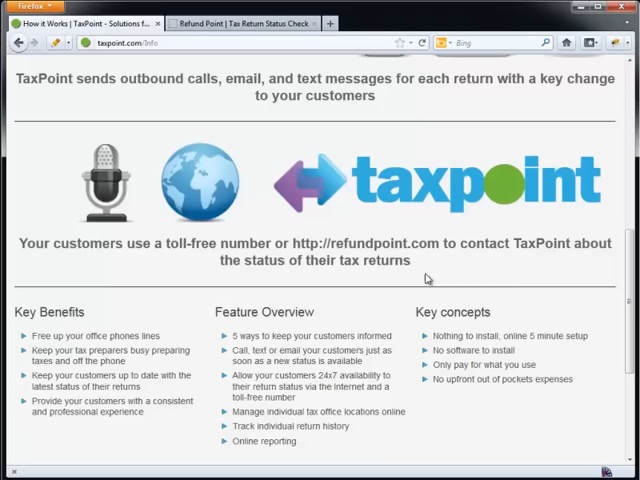 Firefox
How it Works | TaxPoint - Solutions f...
Refund Point | Tax Return Status Check
taxpoint.com/Info
Bing
TaxPoint sends outbound calls, email, and text messages for each return with a key change
to your customers
taxpoint
Your customers use a toll-free number or http://refundpoint.com to contact TaxPoint about
the status of their tax returns
Key Benefits
Free up your office phones lines
Keep your tax preparers busy preparing
taxes and off the phone
Keep your customers up to date with the
latest status of their returns
Provide your customers with a consistent
and professional experience
Feature Overview
5 ways to keep your customers informed
Call, text or email your customers just as
soon as a new status is available
Allow your customers 24x7 availability to
their return status via the Internet and a
toll-free number
Manage individual tax office locations online
Track individual return history
Online reporting
Key concepts
Nothing to install, online 5 minute setup
No software to install
Only pay for what you use
No upfront out of pockets expenses